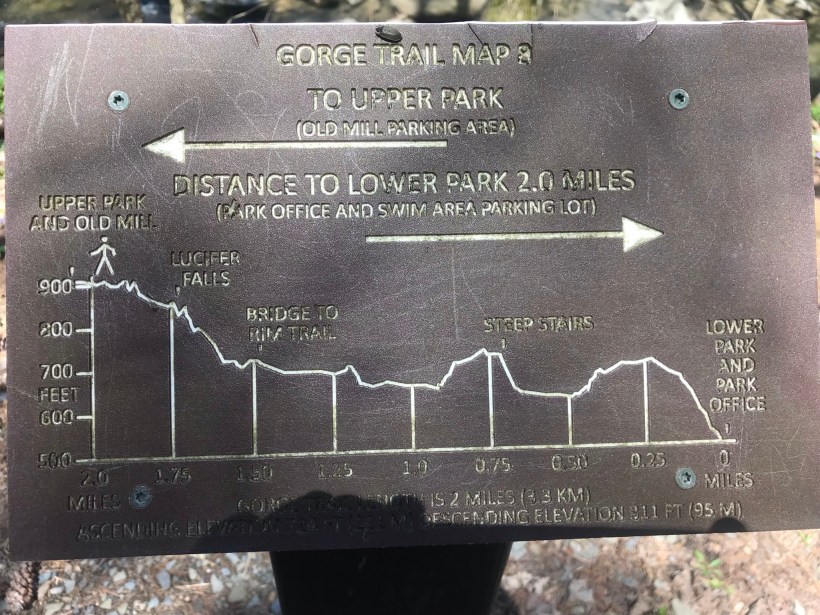 GORGE TRAIL MAP 8
TO UPPER PARK
(OLD MILL PARKING AREA)
DISTANCE TO LOWER PARK 2.0 MILES
(PARK OFFICE AND SWIM AREA PARKING LOT)
UPPER PARK
AND OLD MILL
LUCIFER
FALLS
BRIDGE TO
RIM TRAIL
STEEP STAIRS
LOWER
PARK
AND
PARK
OFFICE
900
800
700
FEET
600
500
2.0
MILES
1.75
1.50
1.25
1.0
0.75
0.50
0.25
0
MILES
GORGE LENGTH IS 2 MILES (3.3 KM)
ASCENDING ELEVATION DESCENDING ELEVATION 311 FT (95 M)